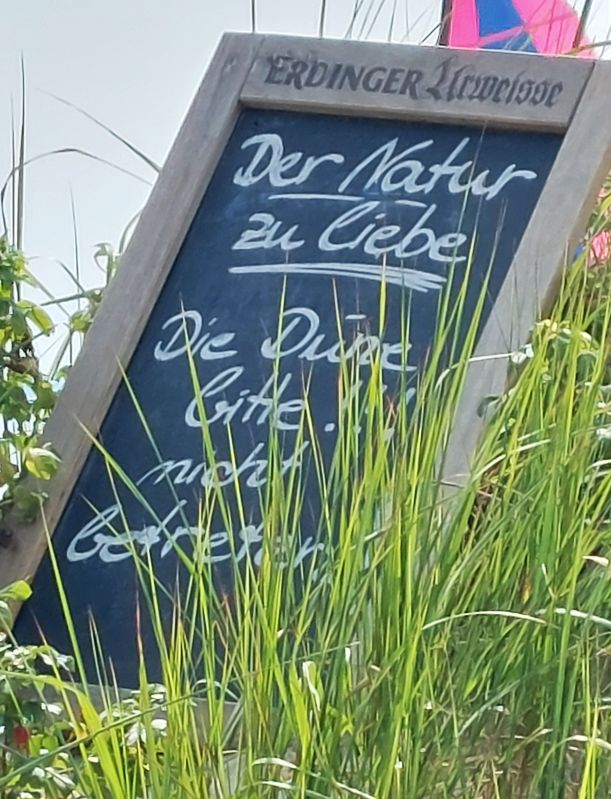 ERDINGER Urweisse
Der Natur
zu liebe
Die Düne
bitte !!!
nicht
betreten